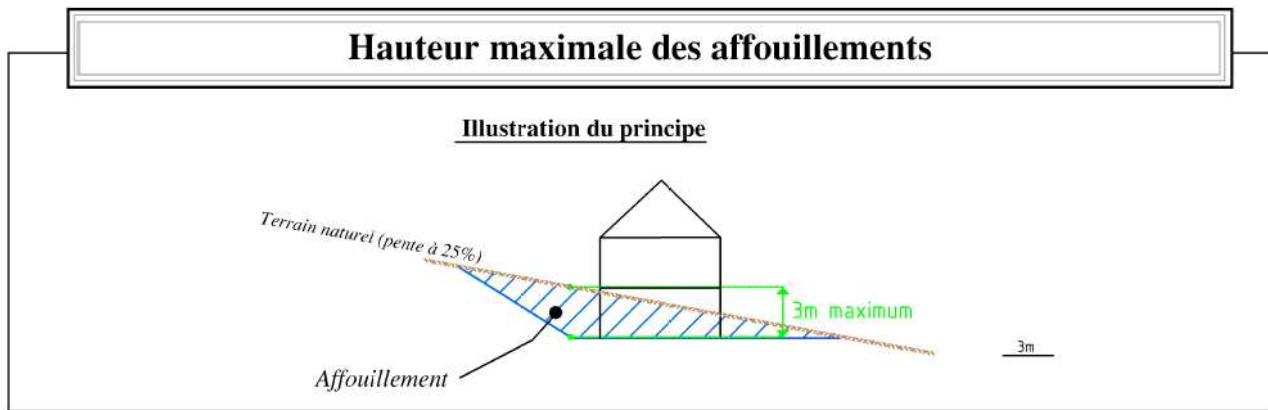 Hauteur maximale des affouillements
Illustration du principe
Terrain naturel (pente à 25%)
3m maximum
3m
Affouillement